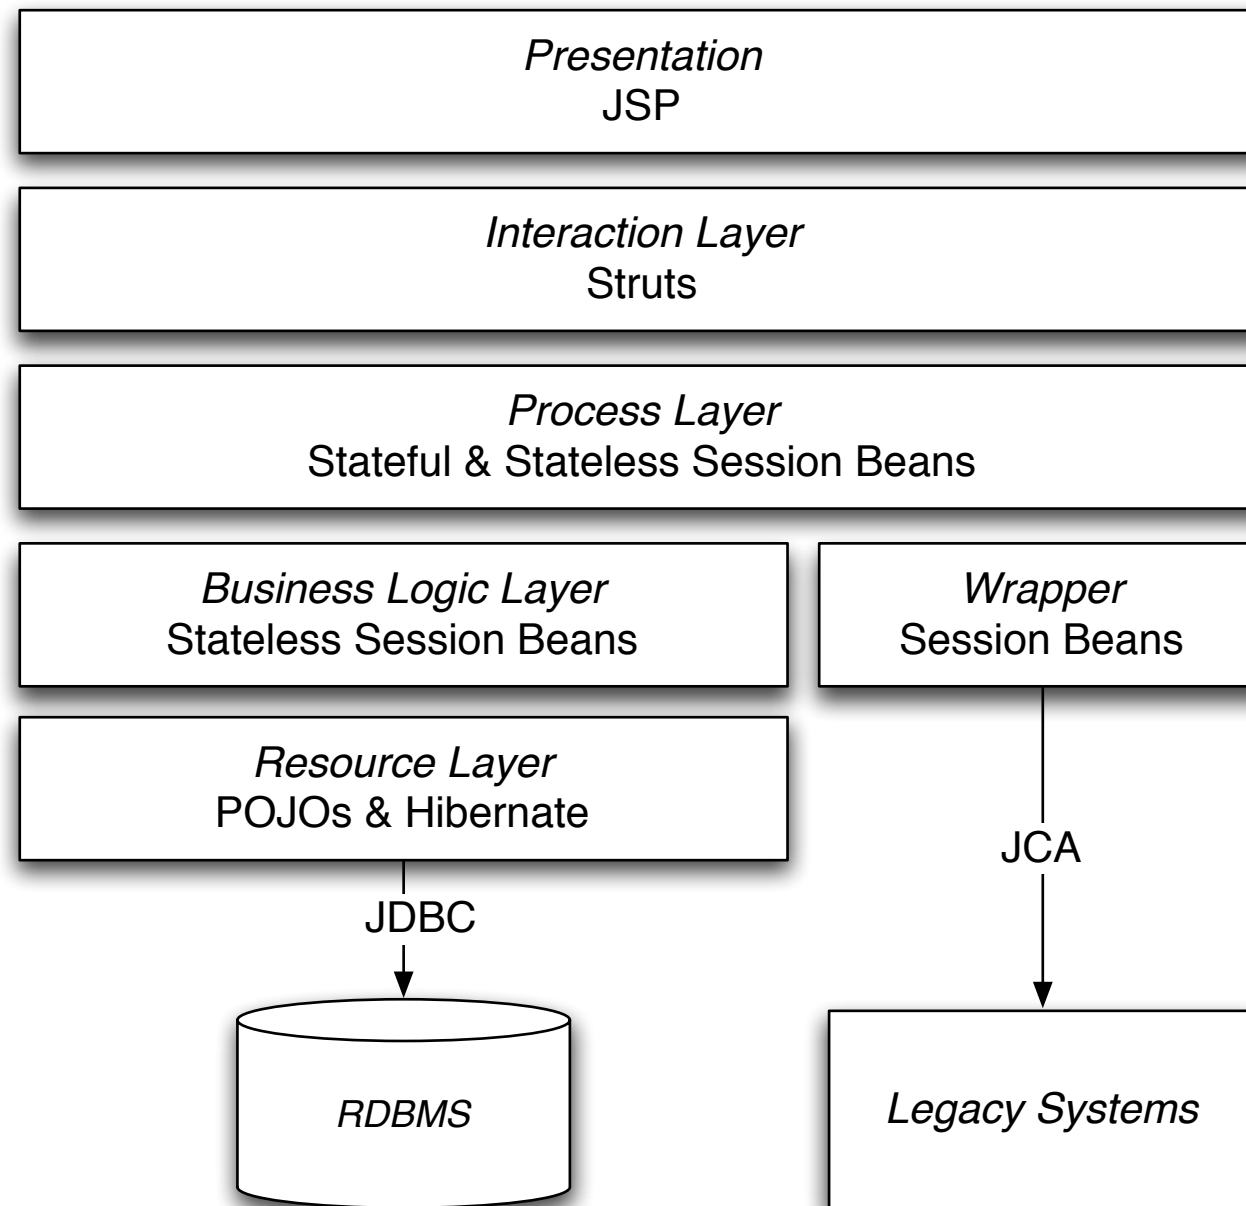 Presentation
JSP
Interaction Layer
Struts
Process Layer
Stateful & Stateless Session Beans
Business Logic Layer
Stateless Session Beans
Wrapper
Session Beans
Resource Layer
POJOs & Hibernate
JCA
JDBC
RDBMS
Legacy Systems